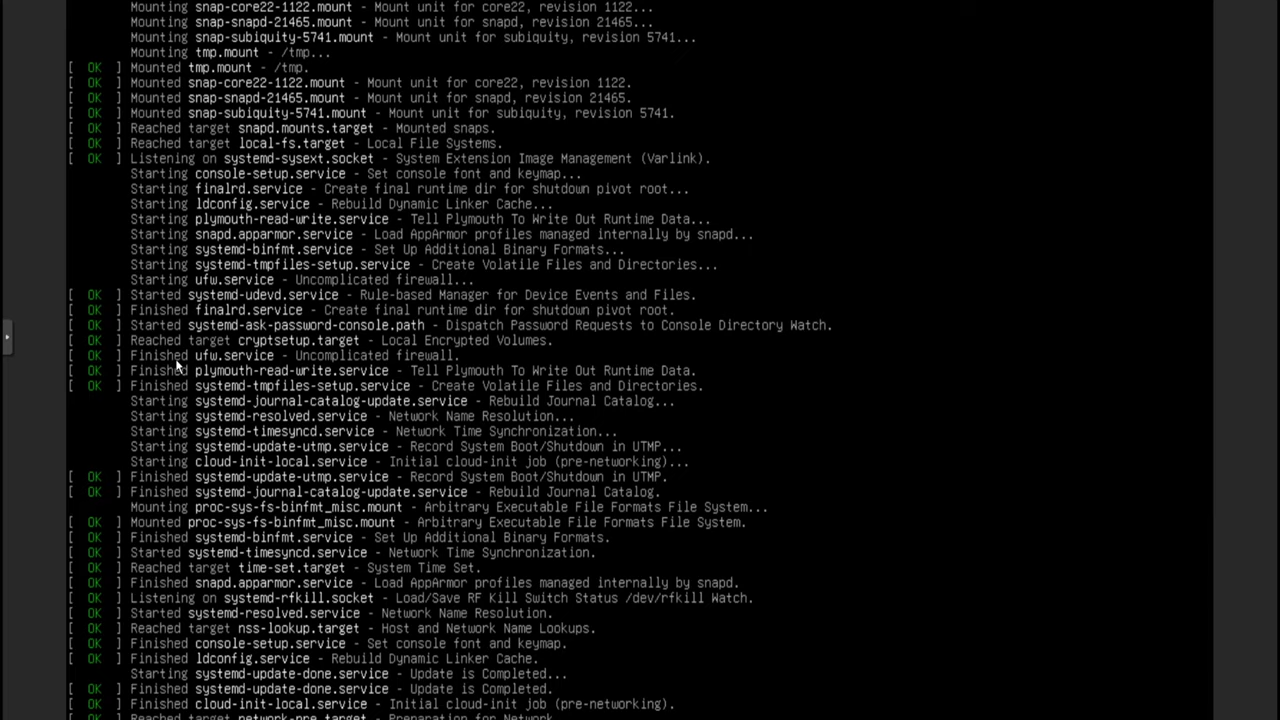 Mounting snap-core22-1122.mount - Mount unit for core22, revision 1122...
Mounting snap-snapd-21465.mount - Mount unit for snapd, revision 21465...
Mounting snap-subiquity-5741.mount - Mount unit for subiquity, revision 5741...
Mounting tmp.mount - /tmp...
[  OK  ] Mounted tmp.mount - /tmp.
[  OK  ] Mounted snap-core22-1122.mount - Mount unit for core22, revision 1122.
[  OK  ] Mounted snap-snapd-21465.mount - Mount unit for snapd, revision 21465.
[  OK  ] Mounted snap-subiquity-5741.mount - Mount unit for subiquity, revision 5741.
[  OK  ] Reached target snapd.mounts.target - Mounted snaps.
[  OK  ] Reached target local-fs.target - Local File Systems.
[  OK  ] Listening on systemd-sysext.socket - System Extension Image Management (Varlink).
Starting console-setup.service - Set console font and keymap...
Starting finalrd.service - Create final runtime dir for shutdown pivot root...
Starting ldconfig.service - Rebuild Dynamic Linker Cache...
Starting plymouth-read-write.service - Tell Plymouth To Write Out Runtime Data...
Starting snapd.apparmor.service - Load AppArmor profiles managed internally by snapd...
Starting systemd-binfmt.service - Set Up Additional Binary Formats...
Starting systemd-tmpfiles-setup.service - Create Volatile Files and Directories...
Starting ufw.service - Uncomplicated firewall...
[  OK  ] Started systemd-udevd.service - Rule-based Manager for Device Events and Files.
[  OK  ] Finished finalrd.service - Create final runtime dir for shutdown pivot root.
[  OK  ] Started systemd-ask-password-console.path - Dispatch Password Requests to Console Directory Watch.
[  OK  ] Reached target cryptsetup.target - Local Encrypted Volumes.
[  OK  ] Finished ufw.service - Uncomplicated firewall.
[  OK  ] Finished plymouth-read-write.service - Tell Plymouth To Write Out Runtime Data.
[  OK  ] Finished systemd-tmpfiles-setup.service - Create Volatile Files and Directories.
Starting systemd-journal-catalog-update.service - Rebuild Journal Catalog...
Starting systemd-resolved.service - Network Name Resolution...
Starting systemd-timesyncd.service - Network Time Synchronization...
Starting systemd-update-utmp.service - Record System Boot/Shutdown in UTMP...
Starting cloud-init-local.service - Initial cloud-init job (pre-networking)...
[  OK  ] Finished systemd-update-utmp.service - Record System Boot/Shutdown in UTMP.
[  OK  ] Finished systemd-journal-catalog-update.service - Rebuild Journal Catalog.
Mounting proc-sys-fs-binfmt_misc.mount - Arbitrary Executable File Formats File System...
[  OK  ] Mounted proc-sys-fs-binfmt_misc.mount - Arbitrary Executable File Formats File System.
[  OK  ] Finished systemd-binfmt.service - Set Up Additional Binary Formats.
[  OK  ] Started systemd-timesyncd.service - Network Time Synchronization.
[  OK  ] Reached target time-set.target - System Time Set.
[  OK  ] Finished snapd.apparmor.service - Load AppArmor profiles managed internally by snapd.
[  OK  ] Listening on systemd-rfkill.socket - Load/Save RF Kill Switch Status /dev/rfkill Watch.
[  OK  ] Started systemd-resolved.service - Network Name Resolution.
[  OK  ] Reached target nss-lookup.target - Host and Network Name Lookups.
[  OK  ] Finished console-setup.service - Set console font and keymap.
[  OK  ] Finished ldconfig.service - Rebuild Dynamic Linker Cache.
Starting systemd-update-done.service - Update is Completed...
[  OK  ] Finished systemd-update-done.service - Update is Completed.
[  OK  ] Finished cloud-init-local.service - Initial cloud-init job (pre-networking).
[  OK  ] Reached target network-pre.target - Preparation for Network.